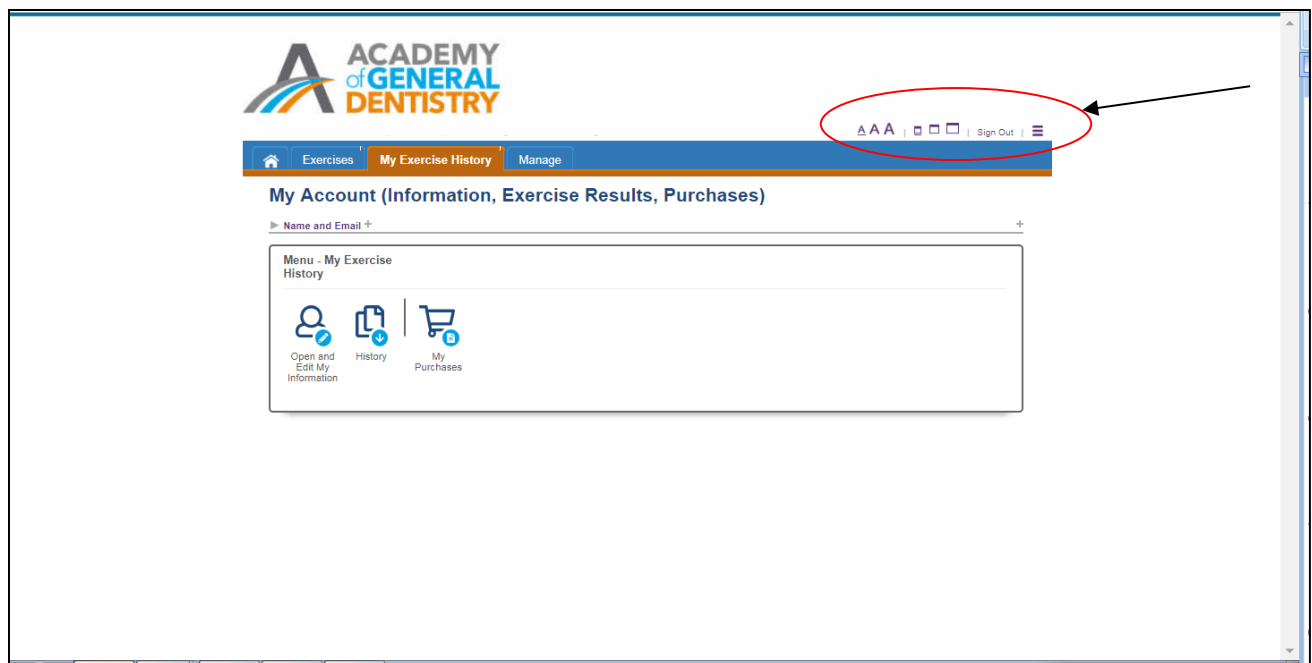 ACADEMY
of GENERAL
DENTISTRY
A A A | | Sign Out |
Exercises My Exercise History Manage
My Account (Information, Exercise Results, Purchases)
Name and Email +
+
Menu - My Exercise
History
Open and
Edit My
Information
History
My
Purchases